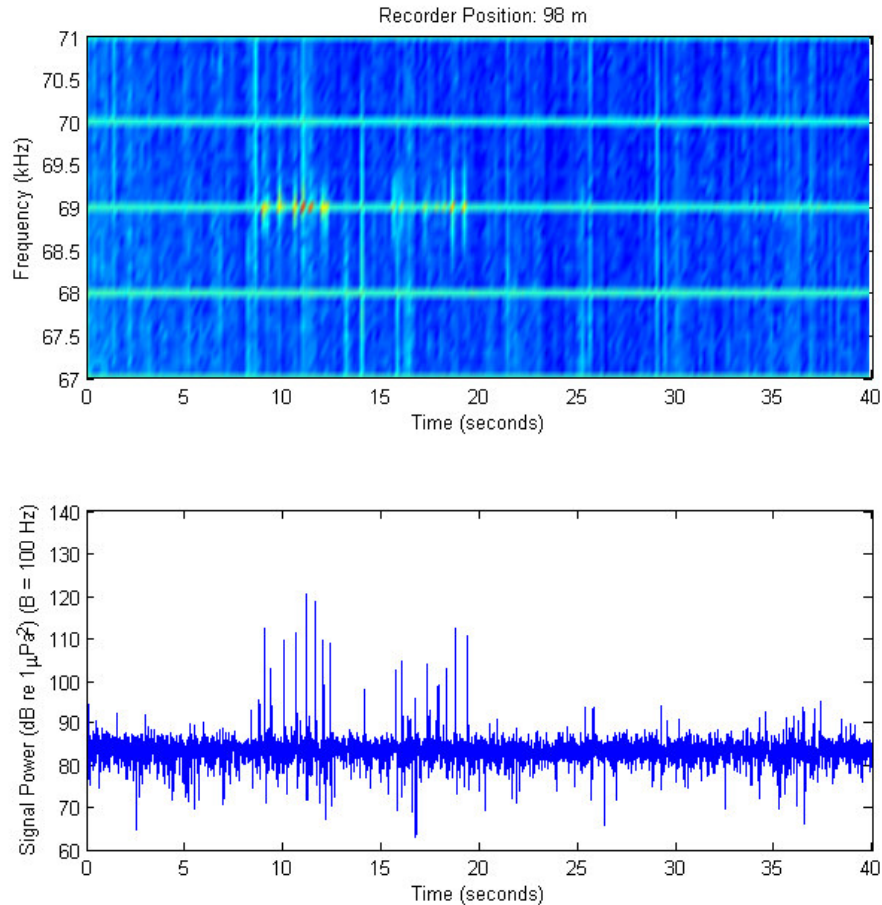 Recorder Position: 98 m
Frequency (kHz)
71
70.5
70
69.5
69
68.5
68
67.5
67
0 5 10 15 20 25 30 35 40
Time (seconds)
Signal Power (dB re 1μPa²) (B = 100 Hz)
140
130
120
110
100
90
80
70
60
0 5 10 15 20 25 30 35 40
Time (seconds)